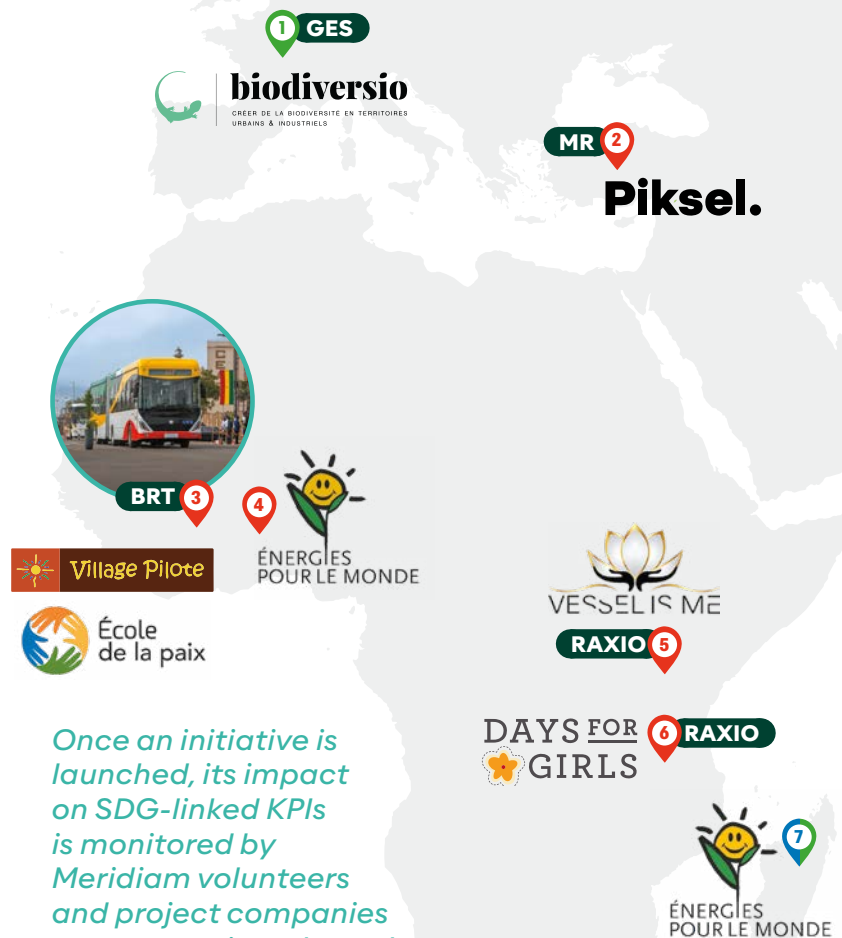 1 GES
biodiversio
CRÉER DE LA BIODIVERSITÉ EN TERRITOIRES
URBAINS & INDUSTRIELS
MR 2
Piksel.
BRT 3
4
ÉNERGIES
POUR LE MONDE
Village Pilote
École
de la paix
VESSEL IS ME
RAXIO 5
DAYS FOR
GIRLS
6 RAXIO
7
ÉNERGIES
POUR LE MONDE
Once an initiative is
launched, its impact
on SDG-linked KPIs
is monitored by
Meridiam volunteers
and project companies